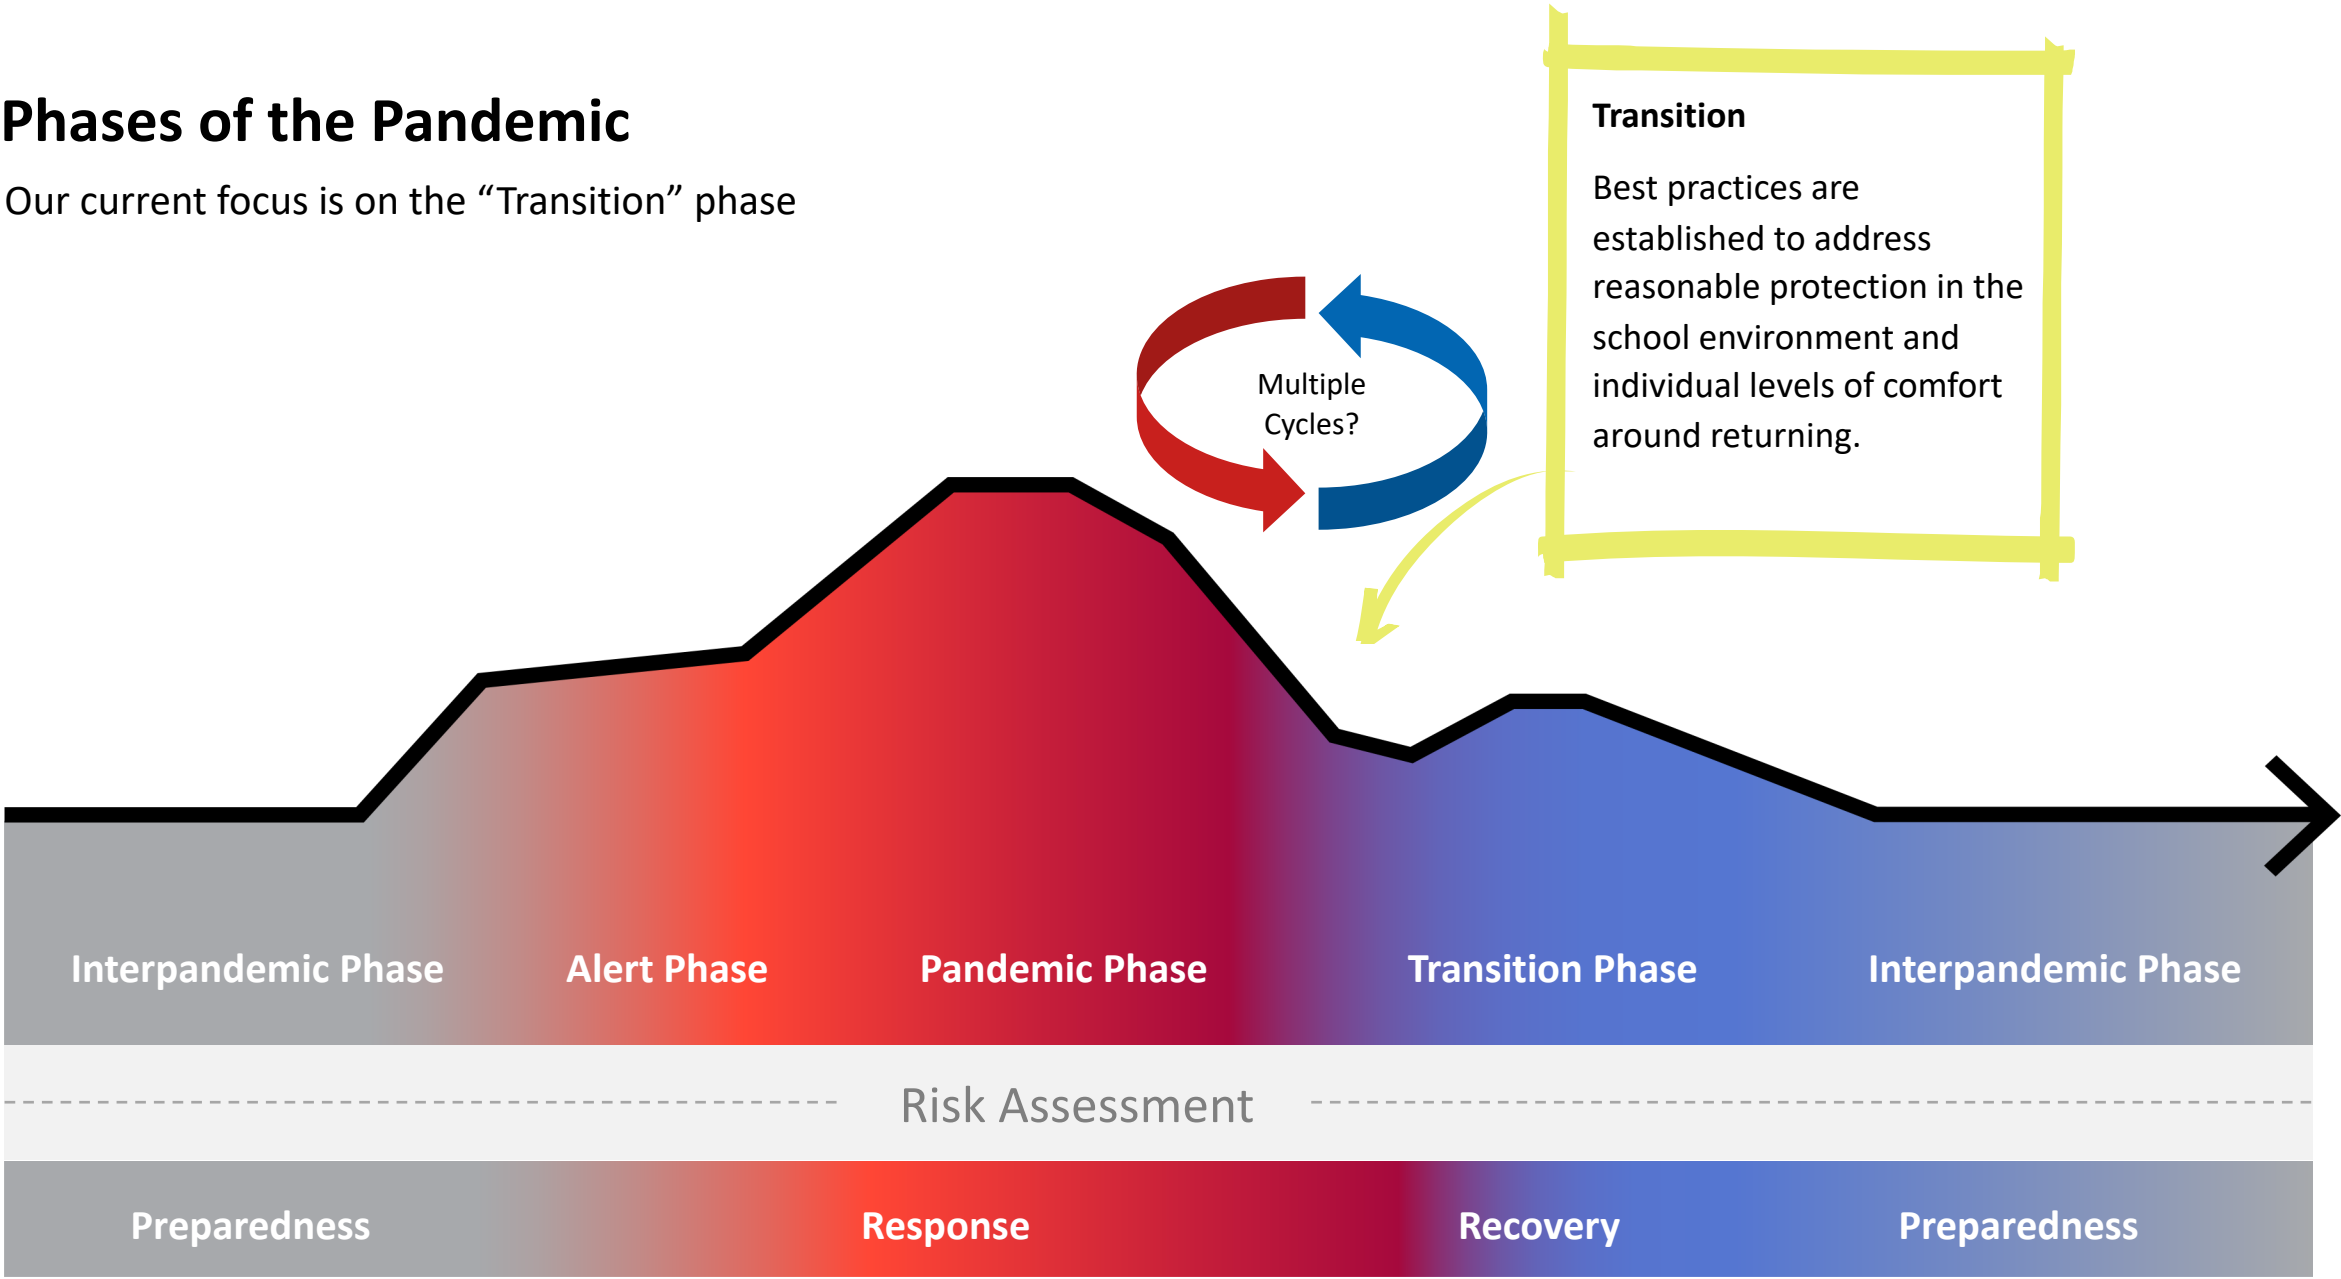 Phases of the Pandemic
Our current focus is on the “Transition” phase
Transition
Best practices are
established to address
reasonable protection in the
school environment and
individual levels of comfort
around returning.
Multiple
Cycles?
Interpandemic Phase
Alert Phase
Pandemic Phase
Transition Phase
Interpandemic Phase
Risk Assessment
Preparedness
Response
Recovery
Preparedness